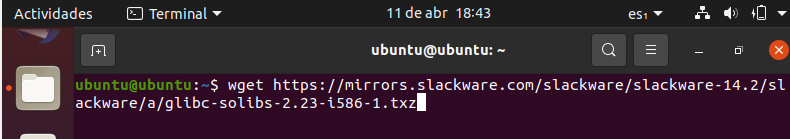 Actividades Terminal 11 de abr 18:43 es₁
ubuntu@ubuntu: ~
ubuntu@ubuntu:~$ wget https://mirrors.slackware.com/slackware/slackware-14.2/sl
ackware/a/glibc-solibs-2.23-i586-1.txz